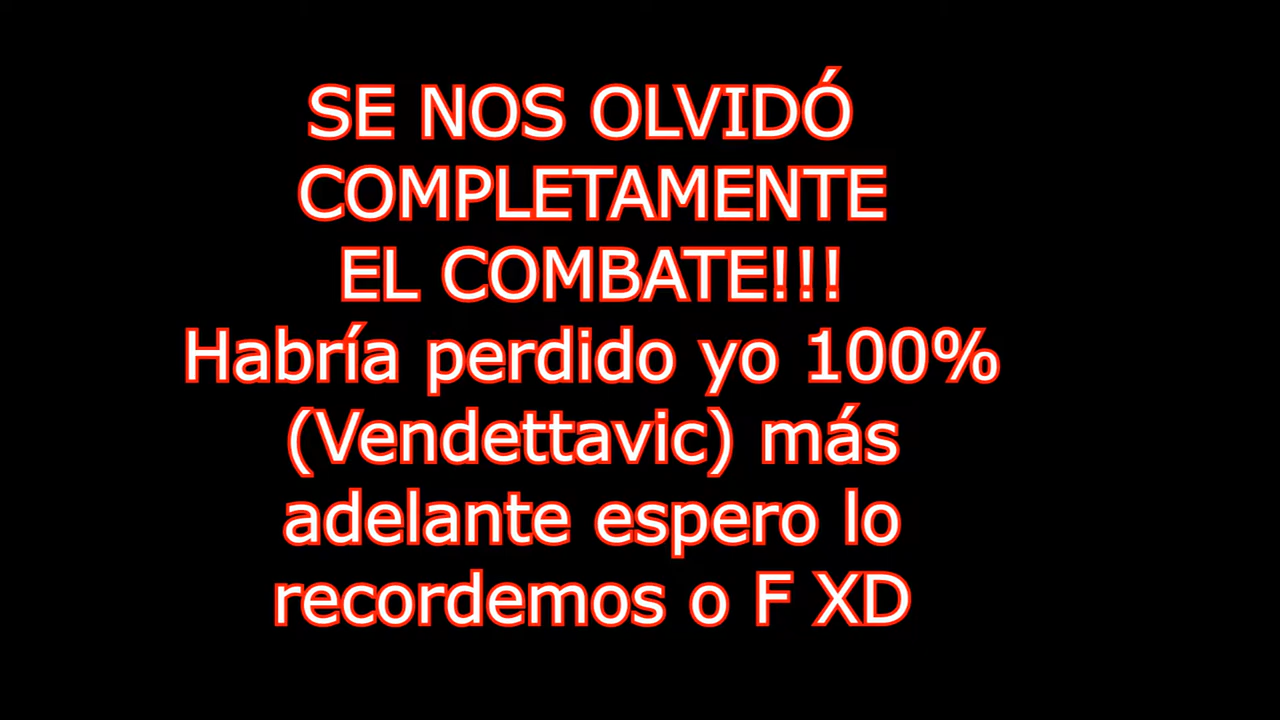 SE NOS OLVIDÓ
COMPLETAMENTE
EL COMBATE!!!
Habría perdido yo 100%
(Vendettavic) más
adelante espero lo
recordemos o F XD